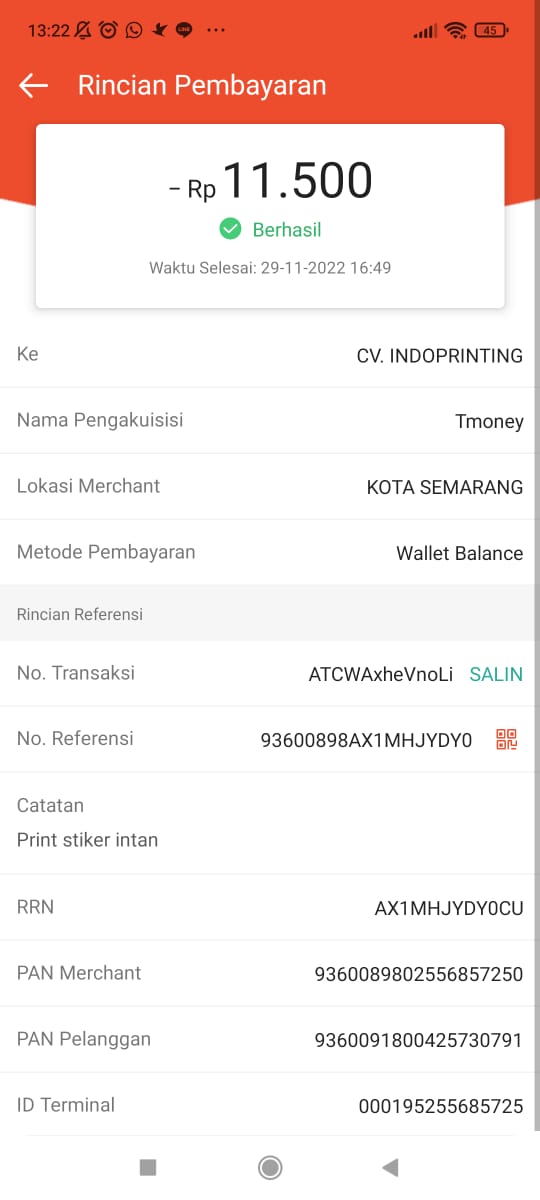 13:22 LINE ... 45
Rincian Pembayaran
– Rp 11.500
Berhasil
Waktu Selesai: 29-11-2022 16:49
Ke CV. INDOPRINTING
Nama Pengakuisisi Tmoney
Lokasi Merchant KOTA SEMARANG
Metode Pembayaran Wallet Balance
Rincian Referensi
No. Transaksi ATCWAxheVnoLi SALIN
No. Referensi 93600898AX1MHJYDY0
Catatan
Print stiker intan
RRN AX1MHJYDY0CU
PAN Merchant 9360089802556857250
PAN Pelanggan 9360091800425730791
ID Terminal 000195255685725